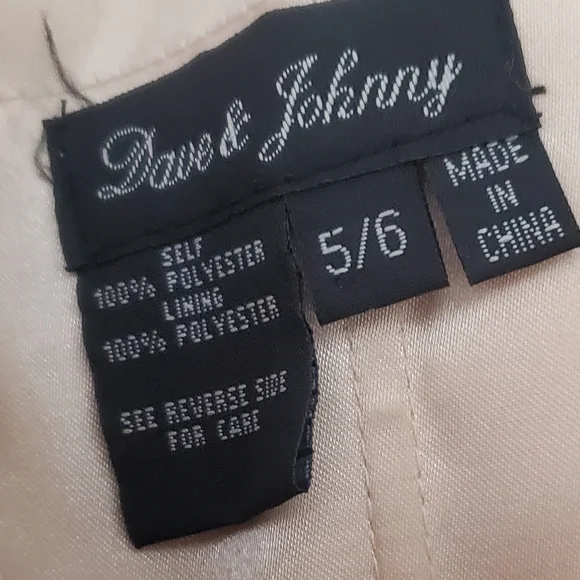 Dave & Johnny
SELF
100% POLYESTER
LINING
100% POLYESTER
SEE REVERSE SIDE
FOR CARE
5/6
MADE
IN
CHINA